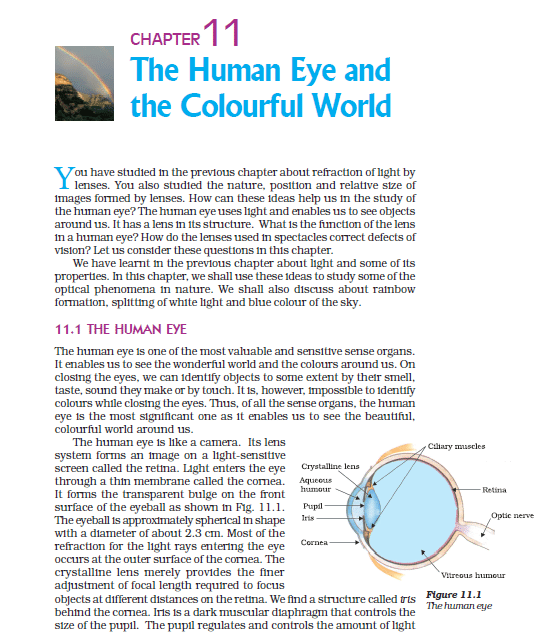 CHAPTER 11
The Human Eye and
the Colourful World
You have studied in the previous chapter about refraction of light by
lenses. You also studied the nature, position and relative size of
images formed by lenses. How can these ideas help us in the study of
the human eye? The human eye uses light and enables us to see objects
around us. It has a lens in its structure. What is the function of the lens
in a human eye? How do the lenses used in spectacles correct defects of
vision? Let us consider these questions in this chapter.
We have learnt in the previous chapter about light and some of its
properties. In this chapter, we shall use these ideas to study some of the
optical phenomena in nature. We shall also discuss about rainbow
formation, splitting of white light and blue colour of the sky.
11.1 THE HUMAN EYE
The human eye is one of the most valuable and sensitive sense organs.
It enables us to see the wonderful world and the colours around us. On
closing the eyes, we can identify objects to some extent by their smell,
taste, sound they make or by touch. It is, however, impossible to identify
colours while closing the eyes. Thus, of all the sense organs, the human
eye is the most significant one as it enables us to see the beautiful,
colourful world around us.
The human eye is like a camera. Its lens
system forms an image on a light-sensitive
screen called the retina. Light enters the eye
through a thin membrane called the cornea.
It forms the transparent bulge on the front
surface of the eyeball as shown in Fig. 11.1.
The eyeball is approximately spherical in shape
with a diameter of about 2.3 cm. Most of the
refraction for the light rays entering the eye
occurs at the outer surface of the cornea. The
crystalline lens merely provides the finer
adjustment of focal length required to focus
objects at different distances on the retina. We find a structure called iris
behind the cornea. Iris is a dark muscular diaphragm that controls the
size of the pupil. The pupil regulates and controls the amount of light
Ciliary muscles
Crystalline lens
Aqueous
humour
Pupil
Iris
Cornea
Retina
Optic nerve
Vitreous humour
Figure 11.1
The human eye